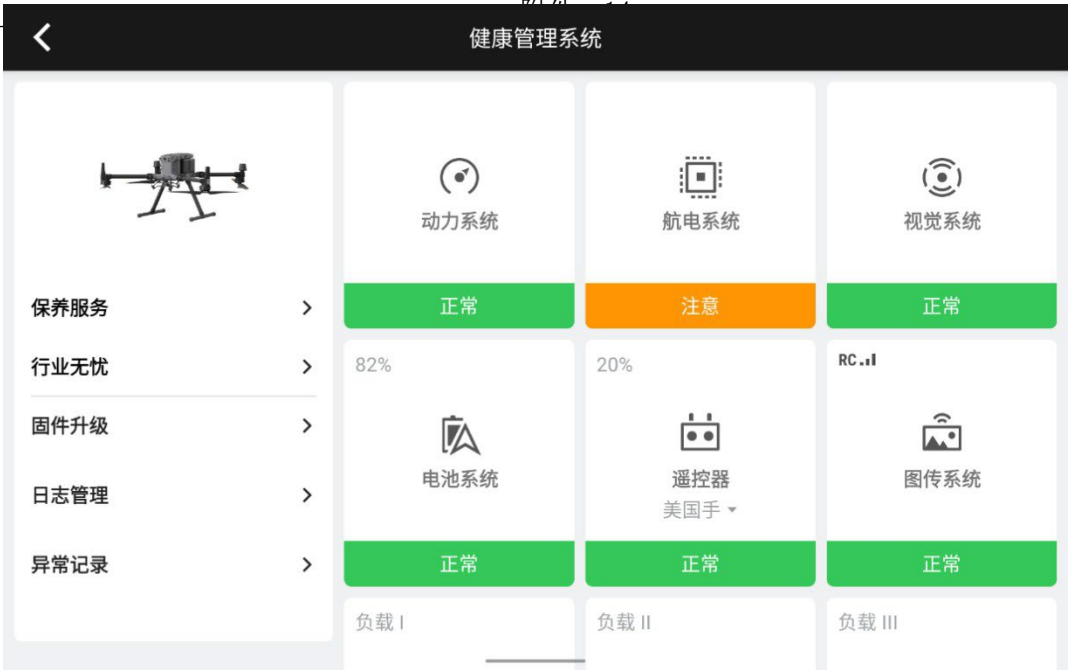 健康管理系统
保养服务
行业无忧
固件升级
日志管理
异常记录
动力系统
正常
航电系统
注意
视觉系统
正常
82%
电池系统
正常
20%
遥控器
美国手
正常
RC
图传系统
正常
负载 I
负载 II
负载 III